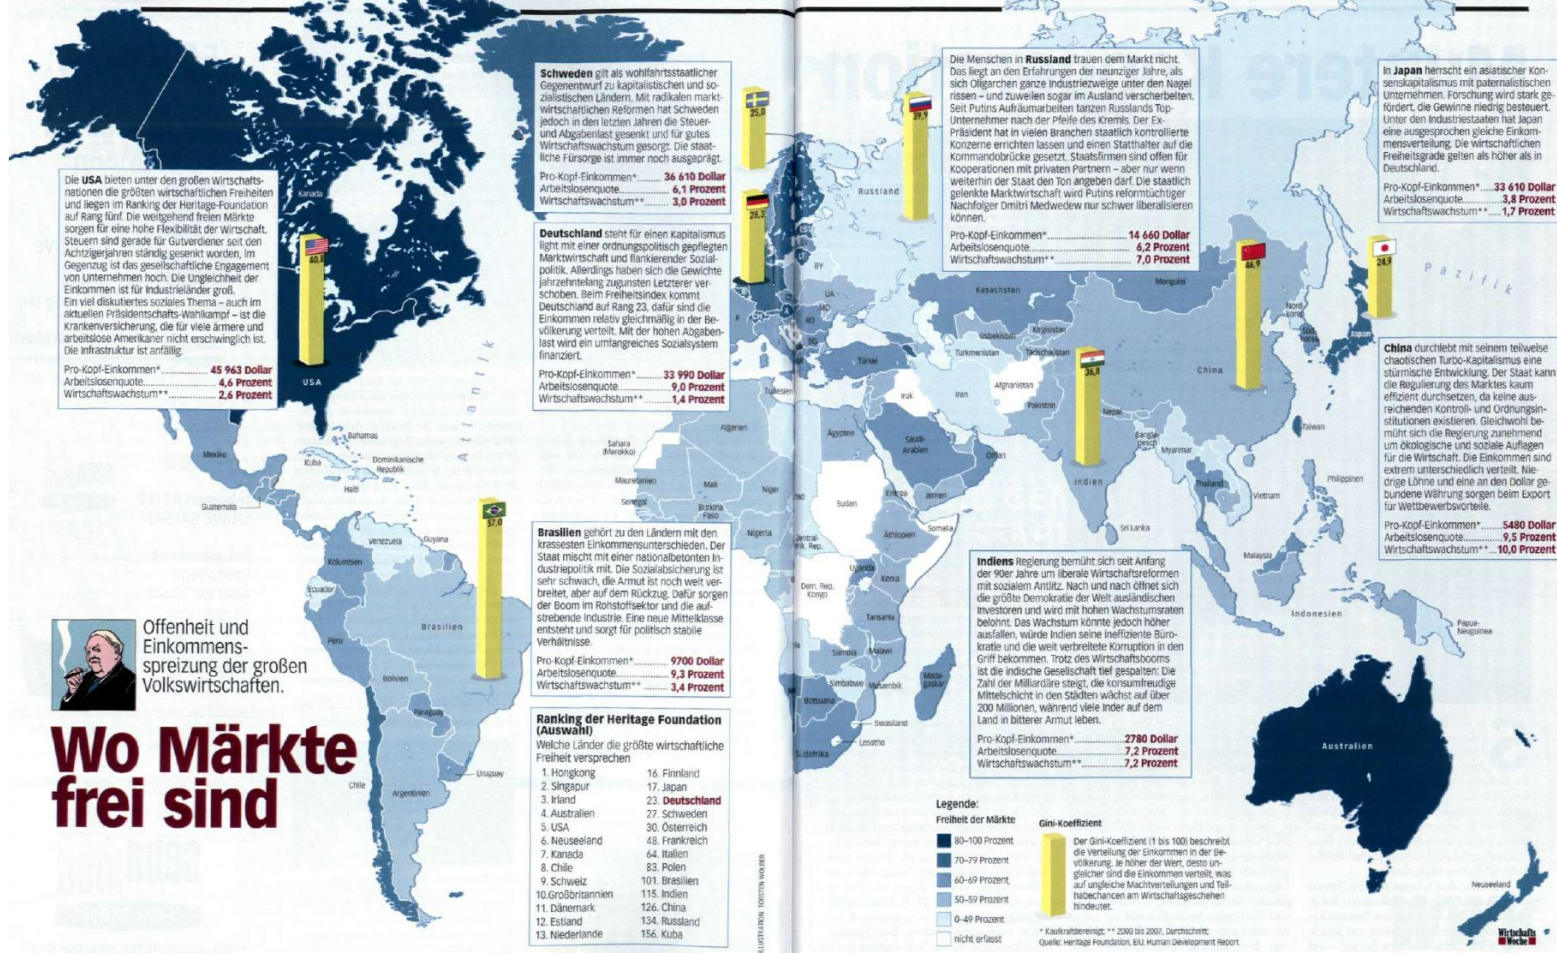 Schweden gilt als wohlfahrtsstaatlicher
Gegenentwurf zu kapitalistischen und so-
zialistischen Ländern. Mit radikalen markt-
wirtschaftlichen Reformen hat Schweden
jedoch in den letzten Jahren die Steuer-
und Abgabenlast gesenkt und für gutes
Wirtschaftswachstum gesorgt. Die staat-
liche Fürsorge ist immer noch ausgeprägt.
Pro-Kopf-Einkommen*......... 36 610 Dollar
Arbeitslosenquote................... 6,1 Prozent
Wirtschaftswachstum**......... 3,0 Prozent
Deutschland steht für einen Kapitalismus
light mit einer ordnungspolitisch gepflegten
Marktwirtschaft und flankierender Sozial-
politik. Allerdings haben sich die Gewichte
jahrzehntelang zugunsten Letzterer ver-
schoben. Beim Freiheitsindex kommt
Deutschland auf Rang 23, dafür sind die
Einkommen relativ gleichmäßig in der Be-
völkerung verteilt. Mit der hohen Abgaben-
last wird ein umfangreiches Sozialsystem
finanziert.
Pro-Kopf-Einkommen* ......... 33 990 Dollar
Arbeitslosenquote................... 9,0 Prozent
Wirtschaftswachstum** ......... 1,4 Prozent
Die USA bieten unter den großen Wirtschafts-
nationen die größten wirtschaftlichen Freiheiten
und liegen im Ranking der Heritage-Foundation
auf Rang fünf. Die weitgehend freien Märkte
sorgen für eine hohe Flexibilität der Wirtschaft.
Steuern sind gerade für Gutverdiener seit den
Achtzigerjahren ständig gesenkt worden, im
Gegenzug ist das gesellschaftliche Engagement
von Unternehmen hoch. Die Ungleichheit der
Einkommen ist für Industrieländer groß.
Ein viel diskutiertes soziales Thema – auch im
aktuellen Präsidentschafts-Wahlkampf – ist die
Krankenversicherung, die für viele ärmere und
arbeitslose Amerikaner nicht erschwinglich ist.
Die Infrastruktur ist anfällig.
Pro-Kopf-Einkommen*............... 45 963 Dollar
Arbeitslosenquote......................... 4,6 Prozent
Wirtschaftswachstum**............... 2,6 Prozent
Die Menschen in Russland trauen dem Markt nicht.
Das liegt an den Erfahrungen der neunziger Jahre, als
sich Oligarchen ganze Industriezweige unter den Nagel
rissen – und zuweilen sogar im Ausland verscherbelten.
Seit Putins Aufräumarbeiten tanzen Russlands Top-
Unternehmer nach der Pfeife des Kremls. Der Ex-
Präsident hat in vielen Branchen staatlich kontrollierte
Konzerne errichten lassen und einen Statthalter auf die
Kommandobrücke gesetzt. Staatsfirmen sind offen für
Kooperationen mit privaten Partnern – aber nur wenn
weiterhin der Staat den Ton angeben darf. Die staatlich
gelenkte Marktwirtschaft wird Putins reformtüchtiger
Nachfolger Dmitri Medwedew nur schwer liberalisieren
können.
Pro-Kopf-Einkommen*.................... 14 660 Dollar
Arbeitslosenquote.............................. 6,2 Prozent
Wirtschaftswachstum**.................... 7,0 Prozent
In Japan herrscht ein asiatischer Kon-
senskapitalismus mit paternalistischen
Unternehmen. Forschung wird stark ge-
fördert, die Gewinne niedrig besteuert.
Unter den Industriestaaten hat Japan
eine ausgesprochen gleiche Einkom-
mensverteilung. Die wirtschaftlichen
Freiheitsgrade gelten als höher als in
Deutschland.
Pro-Kopf-Einkommen*....33 610 Dollar
Arbeitslosenquote..............3,8 Prozent
Wirtschaftswachstum**.....1,7 Prozent
China durchlebt mit seinem teilweise
chaotischen Turbo-Kapitalismus eine
stürmische Entwicklung. Der Staat kann
die Regulierung des Marktes kaum
effizient durchsetzen, da keine aus-
reichenden Kontroll- und Ordnungsin-
stitutionen existieren. Gleichwohl be-
müht sich die Regierung zunehmend
um ökologische und soziale Auflagen
für die Wirtschaft. Die Einkommen sind
extrem unterschiedlich verteilt. Nie-
drige Löhne und eine an den Dollar ge-
bundene Währung sorgen beim Export
für Wettbewerbsvorteile.
Pro-Kopf-Einkommen*......5480 Dollar
Arbeitslosenquote..............9,5 Prozent
Wirtschaftswachstum**...10,0 Prozent
Brasilien gehört zu den Ländern mit den
krassesten Einkommensunterschieden. Der
Staat mischt mit einer nationalbetonten In-
dustriepolitik mit. Die Sozialabsicherung ist
sehr schwach, die Armut ist noch weit ver-
breitet, aber auf dem Rückzug. Dafür sorgen
der Boom im Rohstoffsektor und die auf-
strebende Industrie. Eine neue Mittelklasse
entsteht und sorgt für politisch stabile
Verhältnisse.
Pro-Kopf-Einkommen* ............ 9700 Dollar
Arbeitslosenquote................... 9,3 Prozent
Wirtschaftswachstum** ......... 3,4 Prozent
Indiens Regierung bemüht sich seit Anfang
der 90er Jahre um liberale Wirtschaftsreformen
mit sozialem Antlitz. Nach und nach öffnet sich
die größte Demokratie der Welt ausländischen
Investoren und wird mit hohen Wachstumsraten
belohnt. Das Wachstum könnte jedoch höher
ausfallen, würde Indien seine ineffiziente Büro-
kratie und die weit verbreitete Korruption in den
Griff bekommen. Trotz des Wirtschaftsbooms
ist die indische Gesellschaft tief gespalten: Die
Zahl der Milliardäre steigt, die konsumfreudige
Mittelschicht in den Städten wächst auf über
200 Millionen, während viele Inder auf dem
Land in bitterer Armut leben.
Pro-Kopf-Einkommen*................2780 Dollar
Arbeitslosenquote......................7,2 Prozent
Wirtschaftswachstum**.............7,2 Prozent
Offenheit und
Einkommens-
spreizung der großen
Volkswirtschaften.
Wo Märkte
frei sind
Ranking der Heritage Foundation
(Auswahl)
Welche Länder die größte wirtschaftliche
Freiheit versprechen
1. Hongkong
2. Singapur
3. Irland
4. Australien
5. USA
6. Neuseeland
7. Kanada
8. Chile
9. Schweiz
10. Großbritannien
11. Dänemark
12. Estland
13. Niederlande
16. Finnland
17. Japan
23. Deutschland
27. Schweden
30. Österreich
48. Frankreich
64. Italien
83. Polen
101. Brasilien
115. Indien
126. China
134. Russland
156. Kuba
ILLUSTRATION: TORSTEN WOLBER
Legende:
Freiheit der Märkte
80–100 Prozent
70–79 Prozent
60–69 Prozent
50–59 Prozent
0–49 Prozent
nicht erfasst
Gini-Koeffizient
Der Gini-Koeffizient (1 bis 100) beschreibt
die Verteilung der Einkommen in der Be-
völkerung. Je höher der Wert, desto un-
gleicher sind die Einkommen verteilt, was
auf ungleiche Machtverteilungen und Teil-
habechancen am Wirtschaftsgeschehen
hindeutet.
* Kaufkraftbereinigt; ** 2000 bis 2007, Durchschnitt;
Quelle: Heritage Foundation, EIU, Human Development Report
Wirtschafts
Woche
Kanada
USA
40,8
Atlantik
Mexiko
Bahamas
Kuba
Dominikanische
Republik
Haiti
Guatemala
Venezuela
Guyana
Kolumbien
Ecuador
Peru
Brasilien
57,0
Bolivien
Paraguay
Uruguay
Chile
Argentinien
25,0
28,3
39,9
Russland
F
LT
BY
UA
MO
RO
BG
Türkei
Tunesien
Algerien
Sahara
(Marokko)
Mauretanien
Senegal
Mali
Burkina
Faso
Niger
Nigeria
Ägypten
Sudan
Eritrea
Jemen
Äthiopien
Somalia
Uganda
Kenia
Dem. Rep.
Kongo
Tansania
Sambia
Malawi
Simbabwe
Mosambik
Mada-
gaskar
Botsuana
Swasiland
Lesotho
Südafrika
Irak
Iran
Saudi-
Arabien
Oman
Kasachstan
Usbekistan
Kirgisistan
Turkmenistan
Tadschikistan
Afghanistan
Pakistan
Mongolei
China
46,9
Nord-
korea
Süd-
korea
Japan
24,9
Pazifik
Taiwan
Nepal
36,8
Indien
Bangla-
desch
Myanmar
Sri Lanka
Thailand
Vietnam
Philippinen
Malaysia
Indonesien
Papua-
Neuguinea
Australien
Neuseeland